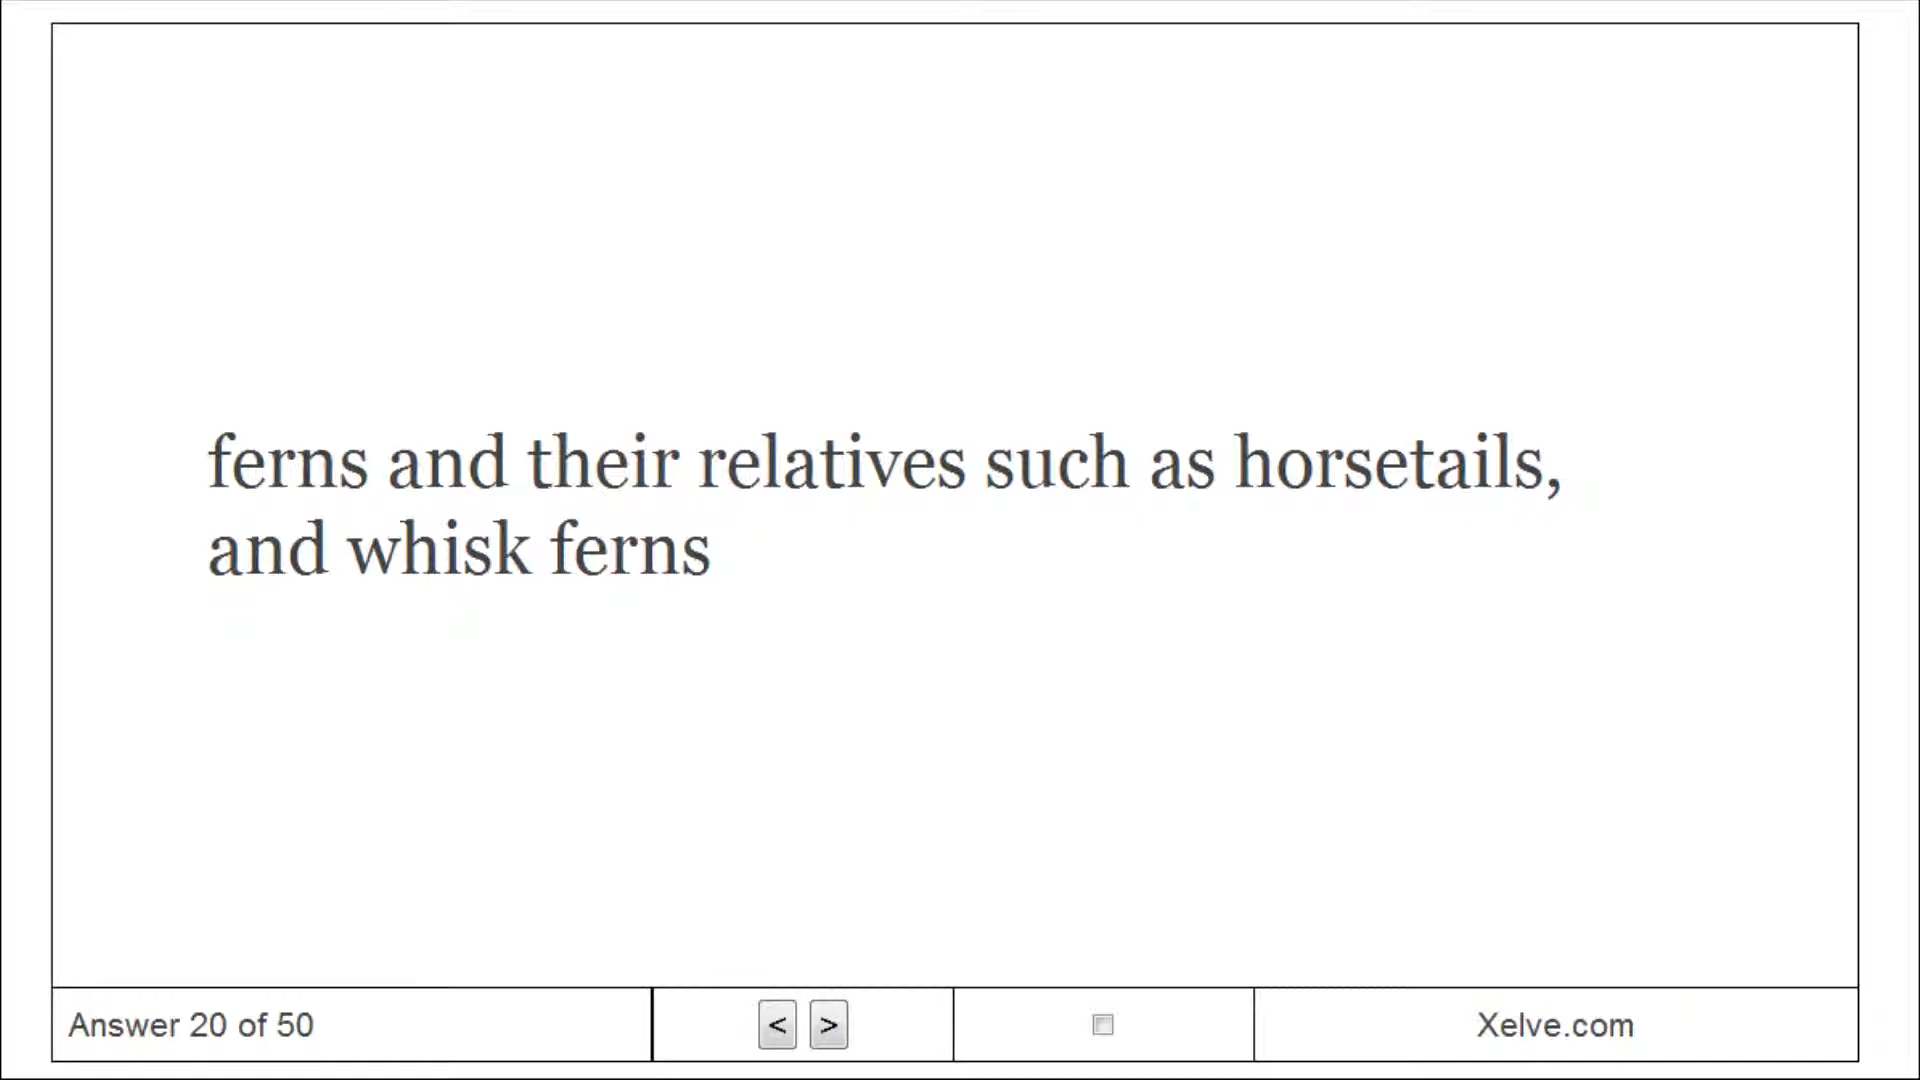 ferns and their relatives such as horsetails,
and whisk ferns
Answer 20 of 50
< >
Xelve.com